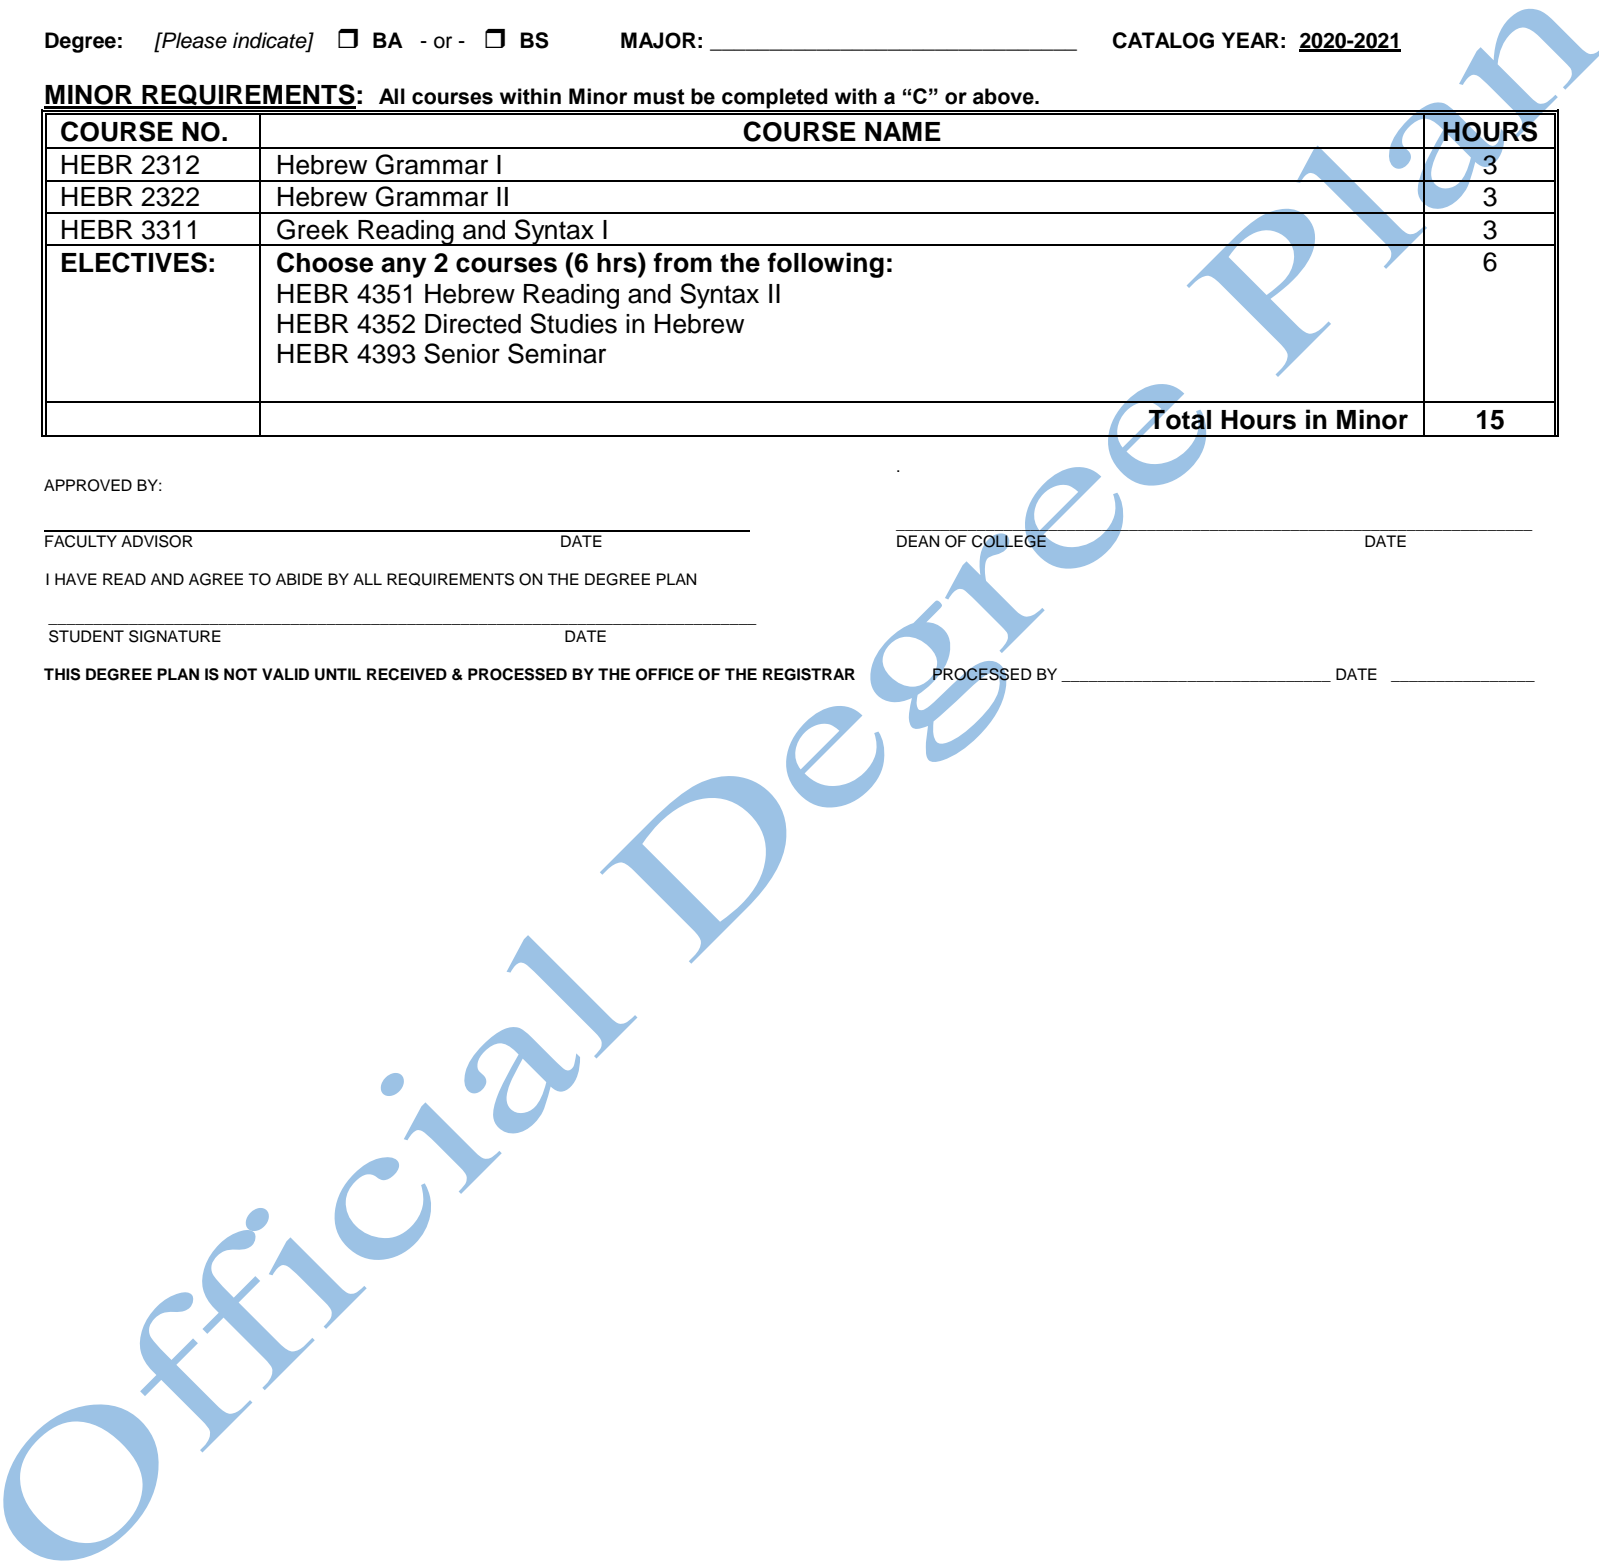 Degree: [Please indicate] ❒ BA - or - ❒ BS MAJOR: ______________________________ CATALOG YEAR: 2020-2021
MINOR REQUIREMENTS: All courses within Minor must be completed with a “C” or above.
COURSE NO. COURSE NAME HOURS
HEBR 2312 Hebrew Grammar I 3
HEBR 2322 Hebrew Grammar II 3
HEBR 3311 Greek Reading and Syntax I 3
ELECTIVES: Choose any 2 courses (6 hrs) from the following: 6
HEBR 4351 Hebrew Reading and Syntax II
HEBR 4352 Directed Studies in Hebrew
HEBR 4393 Senior Seminar
Total Hours in Minor 15
.
APPROVED BY:
FACULTY ADVISOR DATE DEAN OF COLLEGE DATE
I HAVE READ AND AGREE TO ABIDE BY ALL REQUIREMENTS ON THE DEGREE PLAN
STUDENT SIGNATURE DATE
THIS DEGREE PLAN IS NOT VALID UNTIL RECEIVED & PROCESSED BY THE OFFICE OF THE REGISTRAR PROCESSED BY ______________________________ DATE ________________
Official Degree Plan